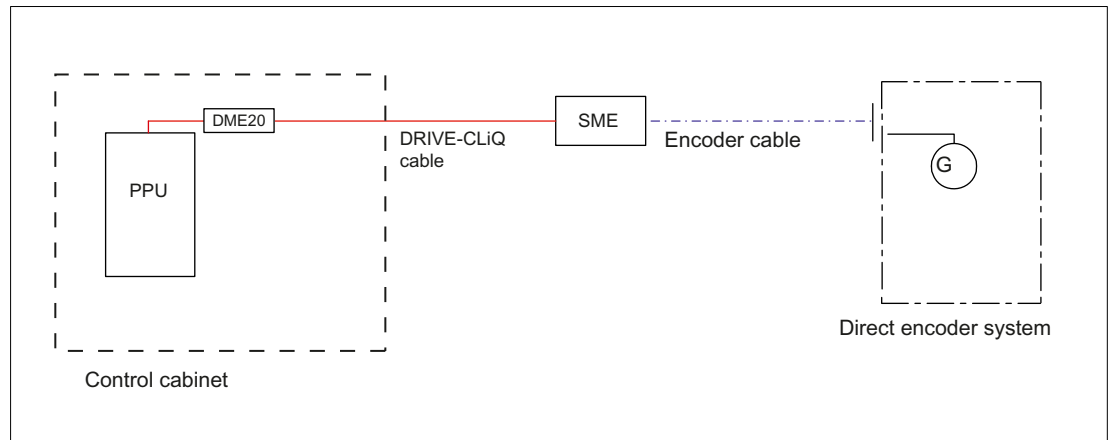 DME20
PPU
DRIVE-CLiQ
cable
SME
Encoder cable
G
Direct encoder system
Control cabinet